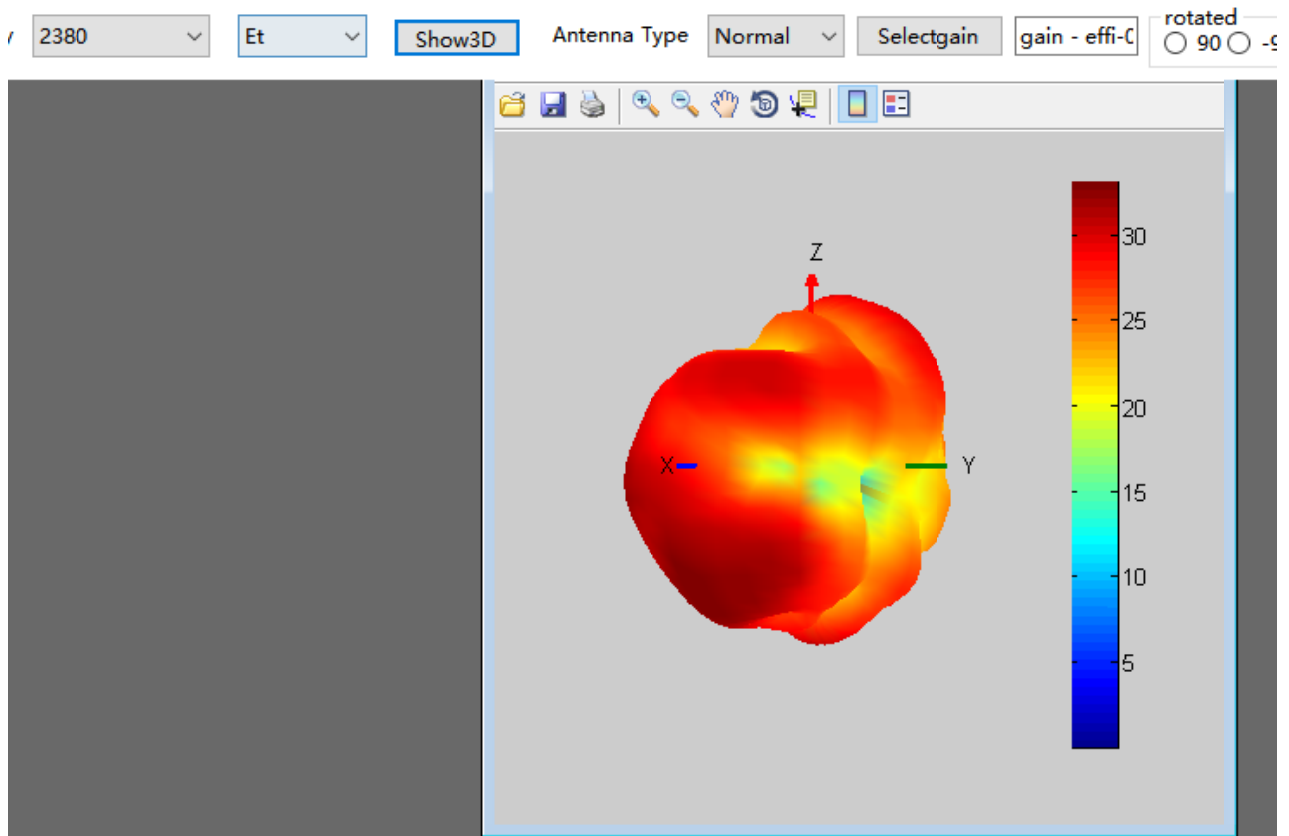 2380
Et
Show3D
Antenna Type
Normal
Selectgain
gain - effi-
rotated
90
Z
X
Y
30
25
20
15
10
5